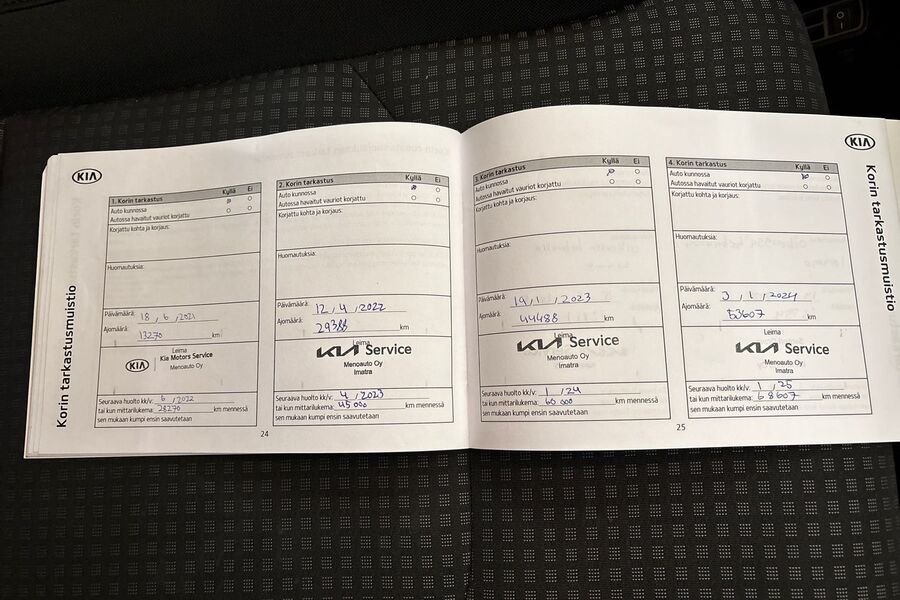 KIA
Korin tarkastusmuistio
1. Korin tarkastus Kyllä Ei
Auto kunnossa
Autossa havaitut vauriot korjattu
Korjattu kohta ja korjaus:
Huomautuksia:
Päivämäärä: 18, 6, 2021
Ajomäärä: 13270 km
Leima
KIA Kia Motors Service
Menoauto Oy
Seuraava huolto kk/v: 6, 2022
tai kun mittarilukema: 28270 km mennessä
sen mukaan kumpi ensin saavutetaan
2. Korin tarkastus Kyllä Ei
Auto kunnossa
Autossa havaitut vauriot korjattu
Korjattu kohta ja korjaus:
Huomautuksia:
Päivämäärä: 12, 4, 2022
Ajomäärä: 29388 km
Leima
KIA Service
Menoauto Oy
Imatra
Seuraava huolto kk/v: 4, 2023
tai kun mittarilukema: 45 000 km mennessä
sen mukaan kumpi ensin saavutetaan
24
3. Korin tarkastus Kyllä Ei
Auto kunnossa
Autossa havaitut vauriot korjattu
Korjattu kohta ja korjaus:
Huomautuksia:
Päivämäärä: 19, 1, 2023
Ajomäärä: 44488 km
Leima
KIA Service
Menoauto Oy
Imatra
Seuraava huolto kk/v: 1, 24
tai kun mittarilukema: 60 000 km mennessä
sen mukaan kumpi ensin saavutetaan
4. Korin tarkastus Kyllä Ei
Auto kunnossa
Autossa havaitut vauriot korjattu
Korjattu kohta ja korjaus:
Huomautuksia:
Päivämäärä: 3, 1, 2024
Ajomäärä: 53607 km
Leima
KIA Service
Menoauto Oy
Imatra
Seuraava huolto kk/v: 1, 25
tai kun mittarilukema: 68607 km mennessä
sen mukaan kumpi ensin saavutetaan
25
KIA
Korin tarkastusmuistio